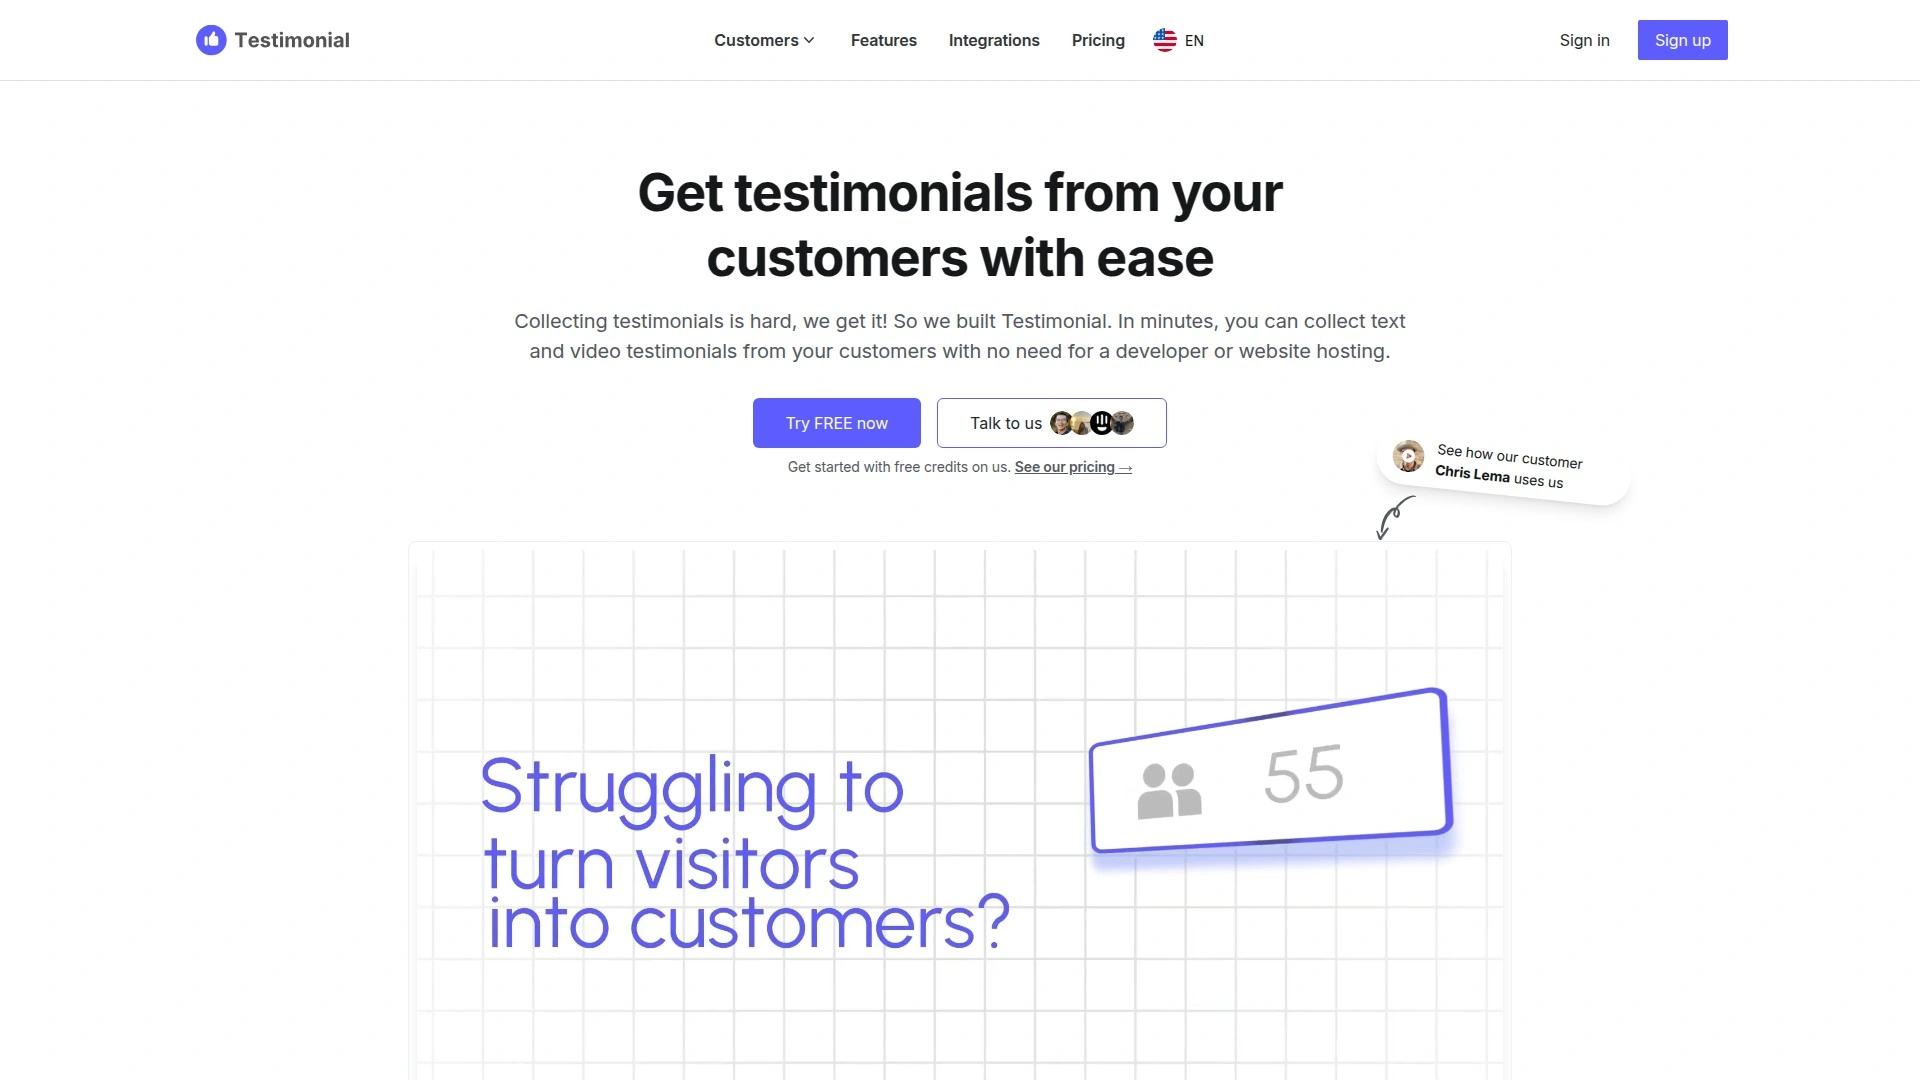 Testimonial
Customers
Features
Integrations
Pricing
EN
Sign in
Sign up
Get testimonials from your
customers with ease
Collecting testimonials is hard, we get it! So we built Testimonial. In minutes, you can collect text
and video testimonials from your customers with no need for a developer or website hosting.
Try FREE now
Talk to us
Get started with free credits on us. See our pricing →
See how our customer
Chris Lema uses us
Struggling to
turn visitors
into customers?
55